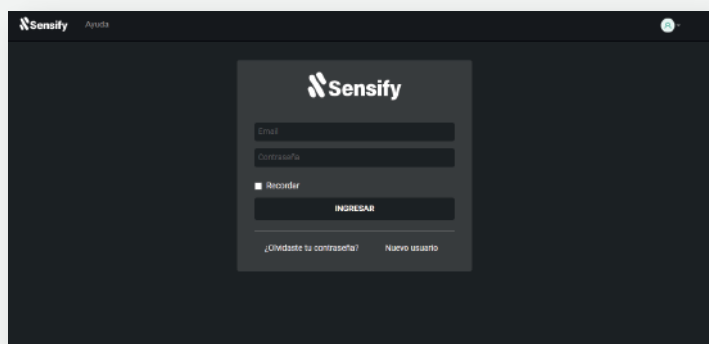 Sensify Ayuda
Sensify
Email
Contraseña
Recordar
INGRESAR
¿Olvidaste tu contraseña? Nuevo usuario